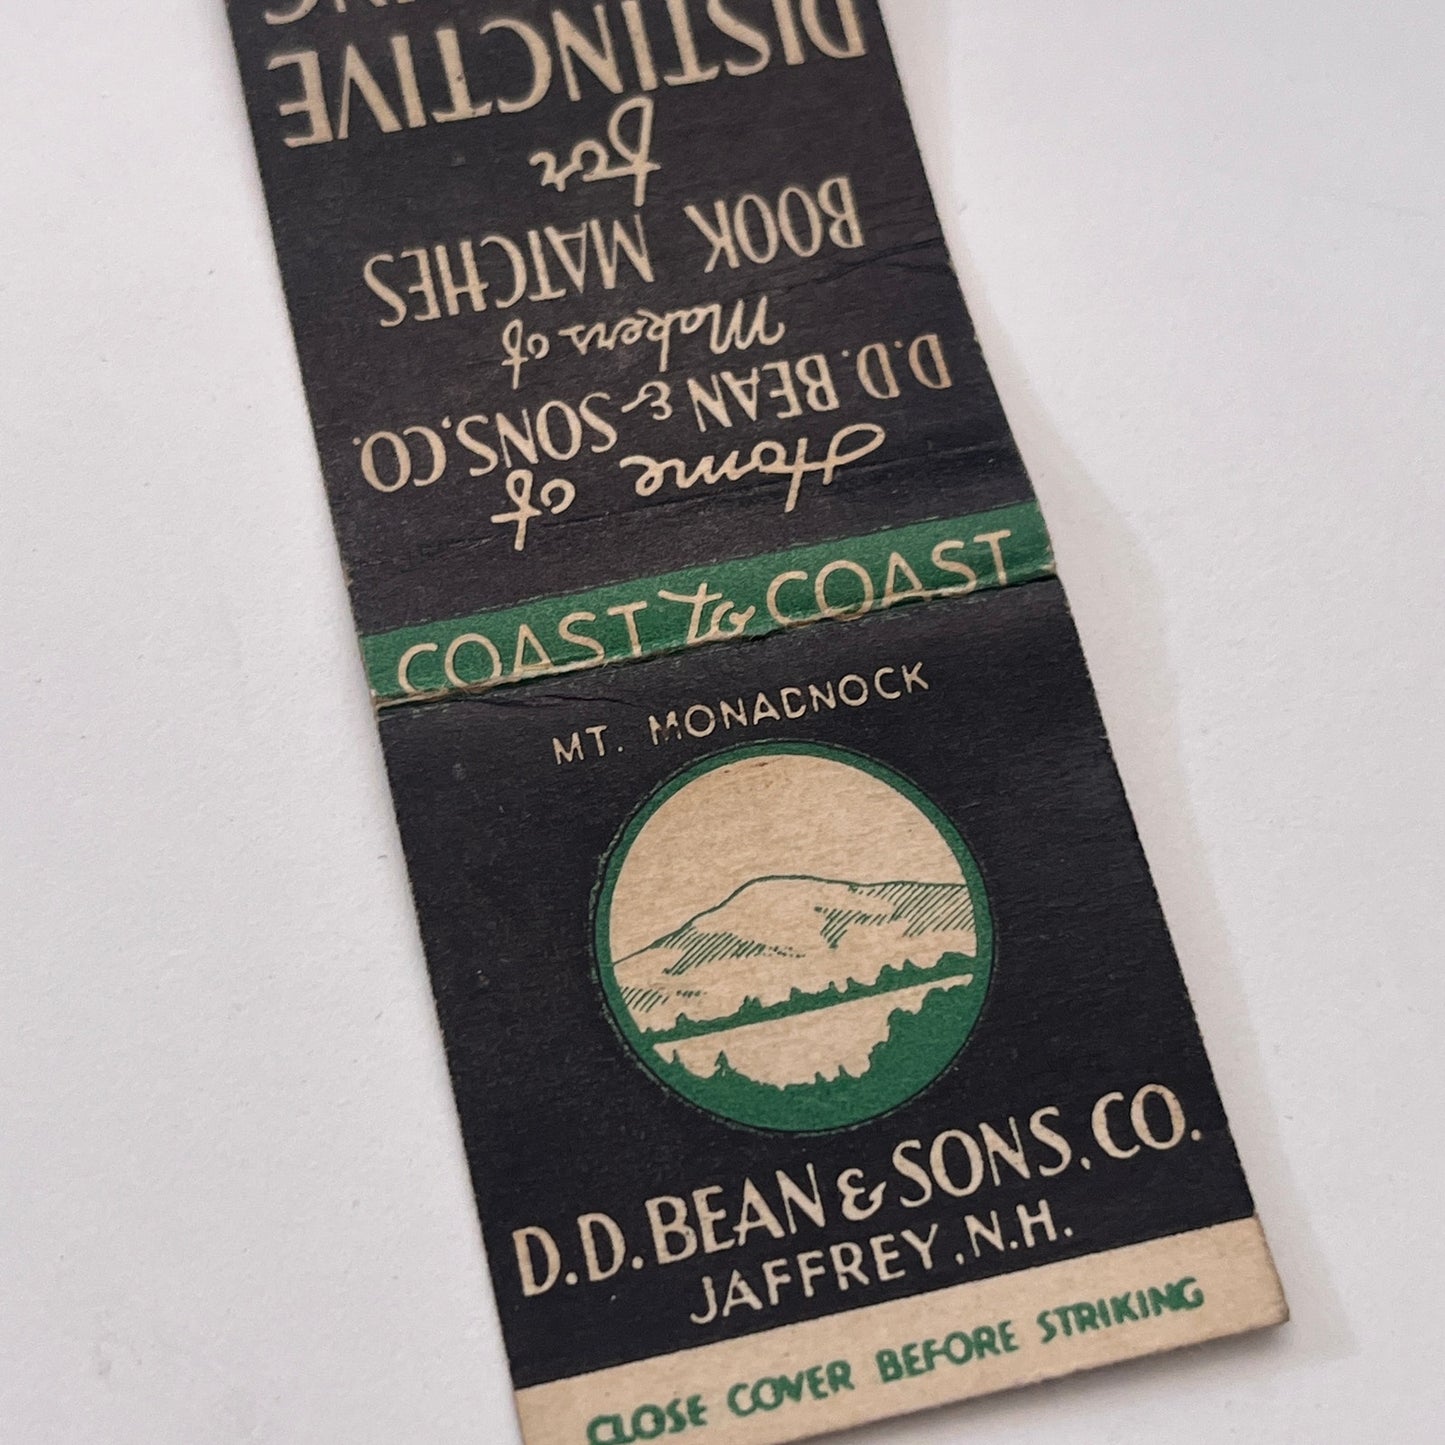 Home of
D.D. BEAN & SONS, CO.
Makers of
BOOK MATCHES
for
DISTINCTIVE
COAST to COAST
MT. MONADNOCK
D.D. BEAN & SONS, CO.
JAFFREY, N.H.
CLOSE COVER BEFORE STRIKING